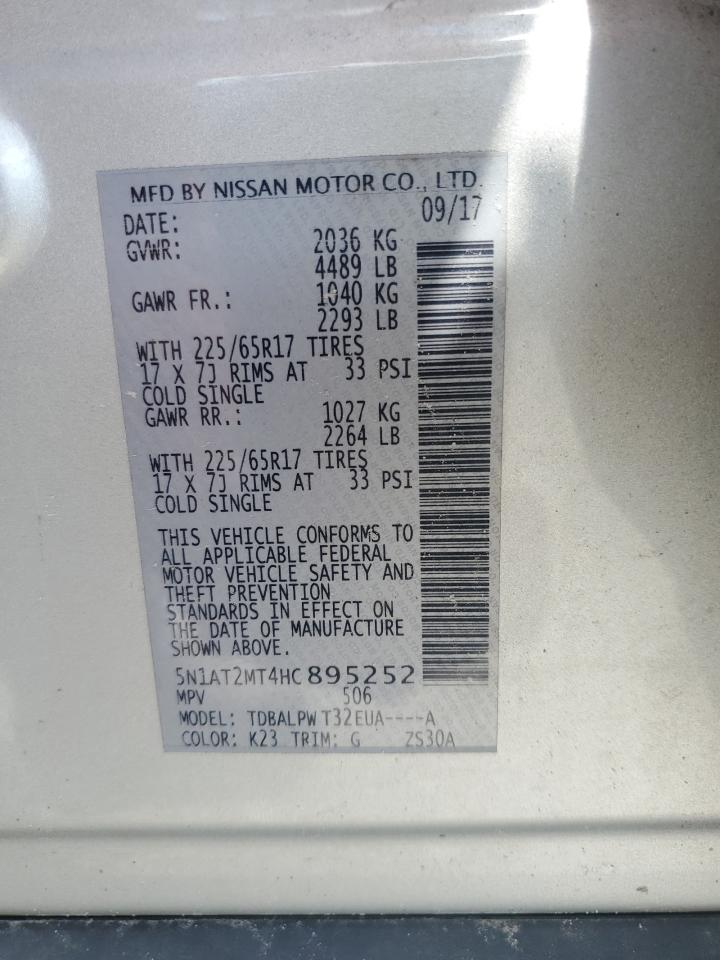 MFD BY NISSAN MOTOR CO., LTD.
DATE: 09/17
GVWR: 2036 KG
4489 LB
GAWR FR.: 1040 KG
2293 LB
WITH 225/65R17 TIRES
17 X 7J RIMS AT 33 PSI
COLD SINGLE
GAWR RR.: 1027 KG
2264 LB
WITH 225/65R17 TIRES
17 X 7J RIMS AT 33 PSI
COLD SINGLE
THIS VEHICLE CONFORMS TO
ALL APPLICABLE FEDERAL
MOTOR VEHICLE SAFETY AND
THEFT PREVENTION
STANDARDS IN EFFECT ON
THE DATE OF MANUFACTURE
SHOWN ABOVE.
5N1AT2MT4HC895252
MPV 506
MODEL: TDBALPWT32EUA----A
COLOR: K23 TRIM: G ZS30A